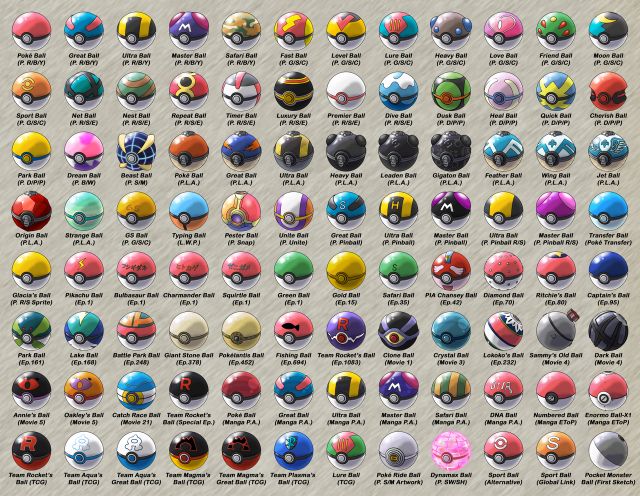 Poké Ball Great Ball Ultra Ball Master Ball Safari Ball Fast Ball Level Ball Lure Ball Heavy Ball Love Ball Friend Ball Moon Ball
(P. R/B/Y) (P. R/B/Y) (P. R/B/Y) (P. R/B/Y) (P. R/B/Y) (P. G/S/C) (P. G/S/C) (P. G/S/C) (P. G/S/C) (P. G/S/C) (P. G/S/C) (P. G/S/C)
Sport Ball Net Ball Nest Ball Repeat Ball Timer Ball Luxury Ball Premier Ball Dive Ball Dusk Ball Heal Ball Quick Ball Cherish Ball
(P. G/S/C) (P. R/S/E) (P. R/S/E) (P. R/S/E) (P. R/S/E) (P. R/S/E) (P. R/S/E) (P. R/S/E) (P. D/P/P) (P. D/P/P) (P. D/P/P) (P. D/P/P)
Park Ball Dream Ball Beast Ball Poké Ball Great Ball Ultra Ball Heavy Ball Leaden Ball Gigaton Ball Feather Ball Wing Ball Jet Ball
(P. D/P/P) (P. B/W) (P. S/M) (P.L.A.) (P.L.A.) (P.L.A.) (P.L.A.) (P.L.A.) (P.L.A.) (P.L.A.) (P.L.A.) (P.L.A.)
Origin Ball Strange Ball GS Ball Typing Ball Pester Ball Unite Ball Great Ball Ultra Ball Master Ball Ultra Ball Master Ball Transfer Ball
(P.L.A.) (P.L.A.) (P. G/S/C) (L.W.P.) (P. Snap) (P. Unite) (P. Pinball) (P. Pinball) (P. Pinball) (P. Pinball R/S) (P. Pinball R/S) (Poké Transfer)
Glacia's Ball Pikachu Ball Bulbasaur Ball Charmander Ball Squirtle Ball Green Ball Gold Ball Safari Ball PIA Chansey Ball Diamond Ball Ritchie's Ball Captain's Ball
(P. R/S Sprite) (Ep.1) (Ep.1) (Ep.1) (Ep.1) (Ep.1) (Ep.15) (Ep.35) (Ep.42) (Ep.70) (Ep.80) (Ep.95)
Park Ball Lake Ball Battle Park Ball Giant Stone Ball Pokélantis Ball Fishing Ball Team Rocket's Ball Clone Ball Crystal Ball Lokoko's Ball Sammy's Old Ball Dark Ball
(Ep.161) (Ep.168) (Ep.248) (Ep.378) (Ep.452) (Ep.694) (Ep.1083) (Movie 1) (Movie 3) (Ep.232) (Movie 4) (Movie 4)
Annie's Ball Oakley's Ball Catch Race Ball Team Rocket's Poké Ball Great Ball Ultra Ball Master Ball Safari Ball DNA Ball Numbered Ball Enormo Ball-X1
(Movie 5) (Movie 5) (Movie 21) Ball (Special Ep.) (Manga P.A.) (Manga P.A.) (Manga P.A.) (Manga P.A.) (Manga P.A.) (Manga P.A.) (Manga EToP) (Manga EToP)
Team Rocket's Team Aqua's Team Aqua's Team Magma's Team Magma's Team Plasma's Lure Ball Poké Ride Ball Dynamax Ball Sport Ball Sport Ball Pocket Monster
Ball (TCG) Ball (TCG) Great Ball (TCG) Ball (TCG) Great Ball (TCG) Ball (TCG) (TCG) (P. S/M Artwork) (P. SW/SH) (Alternative) (Global Link) Ball (First Sketch)